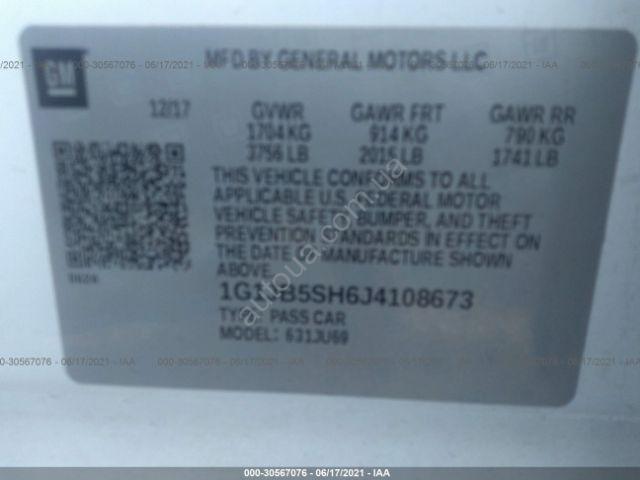 000-30567076 - 06/17/2021 - IAA
GM
MFD BY GENERAL MOTORS LLC
12/17 GVWR GAWR FRT GAWR RR
1704 KG 914 KG 790 KG
3756 LB 2015 LB 1741 LB
THIS VEHICLE CONFORMS TO ALL
APPLICABLE U.S. FEDERAL MOTOR
VEHICLE SAFETY, BUMPER, AND THEFT
PREVENTION STANDARDS IN EFFECT ON
THE DATE OF MANUFACTURE SHOWN
ABOVE.
TYPE: PASS CAR
MODEL: 631JU69
autoua.com
000-30567076 - 06/17/2021 - IAA